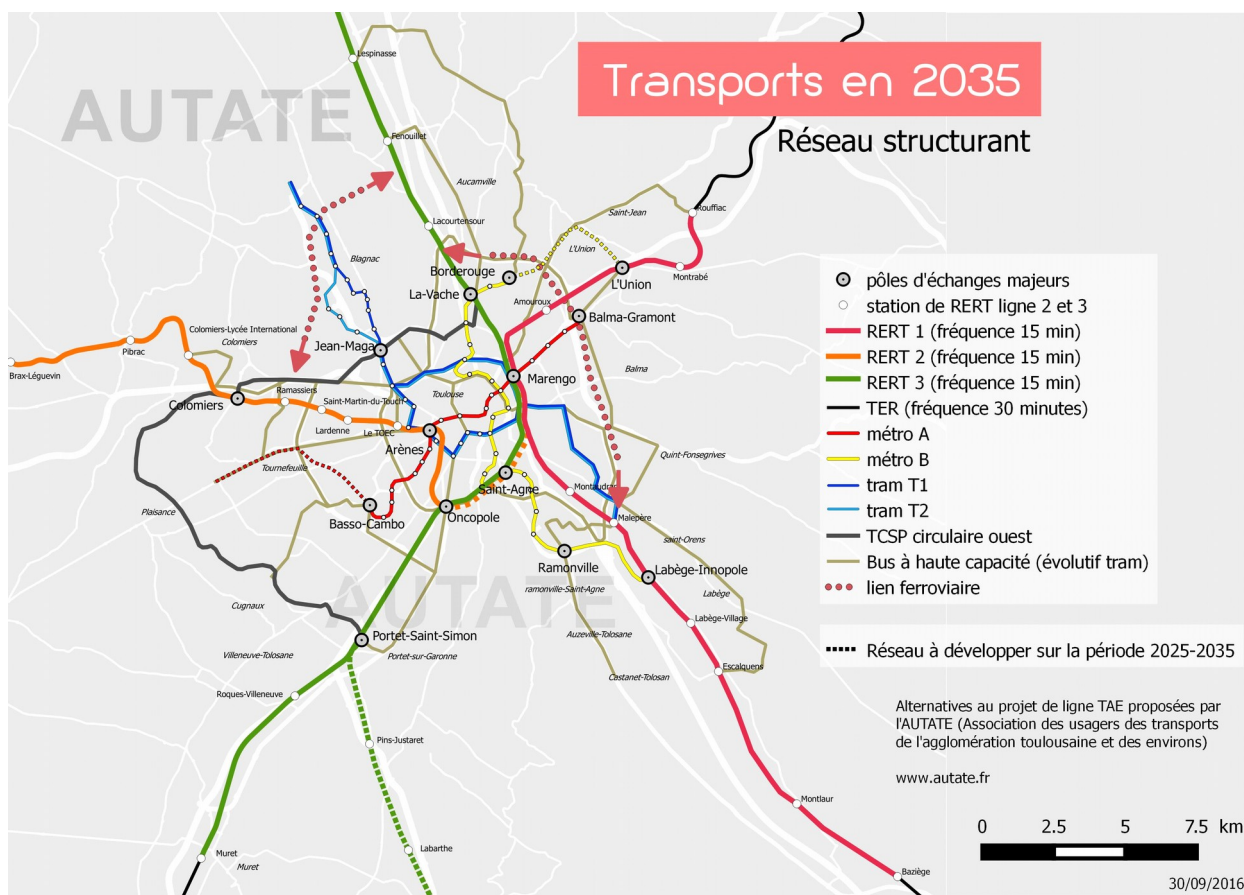 Transports en 2035
Réseau structurant
AUTATE
AUTATE
Lespinasse
Fenouillet
Aucamville
Saint-Jean
Rouffiac
Lacourtensour
L'Union
Blagnac
Borderouge
L'Union
Montrabé
La-Vache
Amouroux
Balma-Gramont
Colomiers-Lycée International
Colomiers
Pibrac
Jean-Maga
Brax-Léguevin
Marengo
Balma
Ramassiers
Toulouse
Colomiers
Saint-Martin-du-Touch
Lardenne
Le TOEC
Arènes
Quint-Fonsegrives
Tournefeuille
Saint-Agne
Montaudran
Plaisance
Basso-Cambo
Oncopole
Malepère
saint-Orens
Ramonville
Labège-Innopole
ramonville-Saint-Agne
Labège
Cugnaux
Labège-Village
Auzeville-Tolosane
Portet-Saint-Simon
Villeneuve-Tolosane
Portet-sur-Garonne
Escalquens
Castanet-Tolosan
Roques-Villeneuve
Pins-Justaret
Montlaur
Muret
Muret
Labarthe
Baziège
pôles d'échanges majeurs
station de RERT ligne 2 et 3
RERT 1 (fréquence 15 min)
RERT 2 (fréquence 15 min)
RERT 3 (fréquence 15 min)
TER (fréquence 30 minutes)
métro A
métro B
tram T1
tram T2
TCSP circulaire ouest
Bus à haute capacité (évolutif tram)
lien ferroviaire
Réseau à développer sur la période 2025-2035
Alternatives au projet de ligne TAE proposées par
l'AUTATE (Association des usagers des transports
de l'agglomération toulousaine et des environs)
www.autate.fr
0 2.5 5 7.5 km
30/09/2016